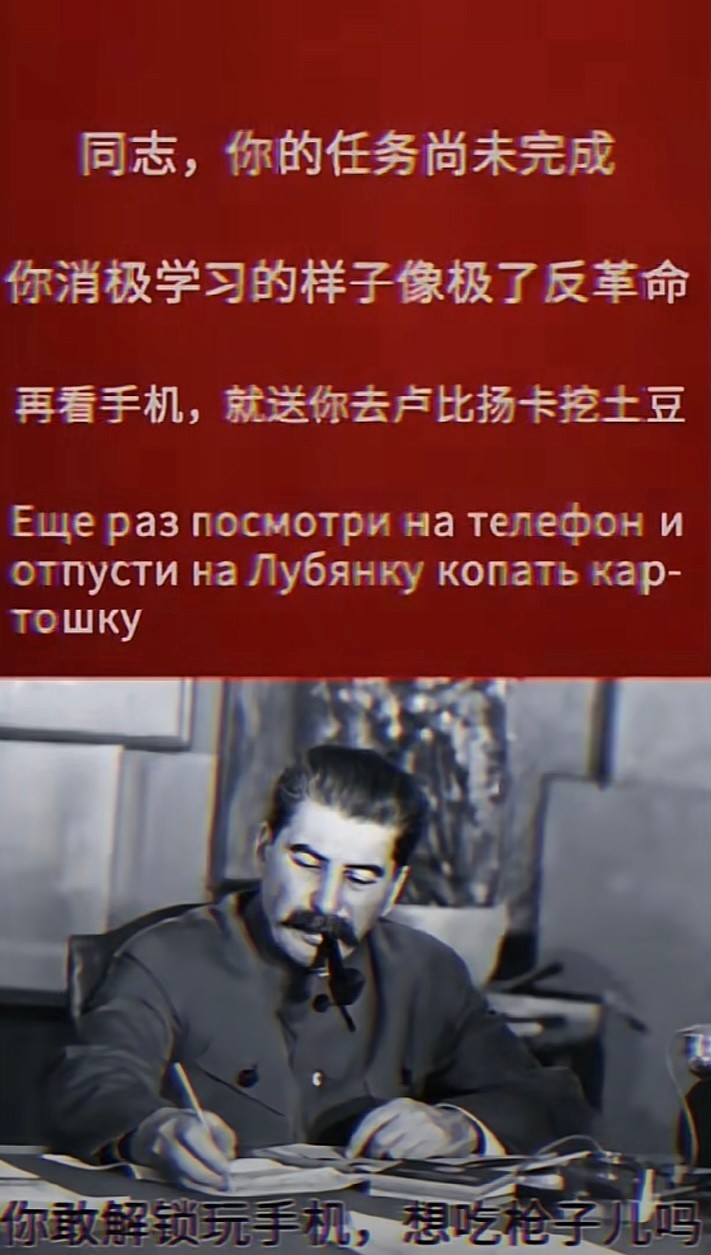 同志，你的任务尚未完成
你消极学习的样子像极了反革命
再看手机，就送你去卢比扬卡挖土豆
Еще раз посмотри на телефон и
отпусти на Лубянку копать кар-
тошку
你敢解锁玩手机，想吃枪子儿吗